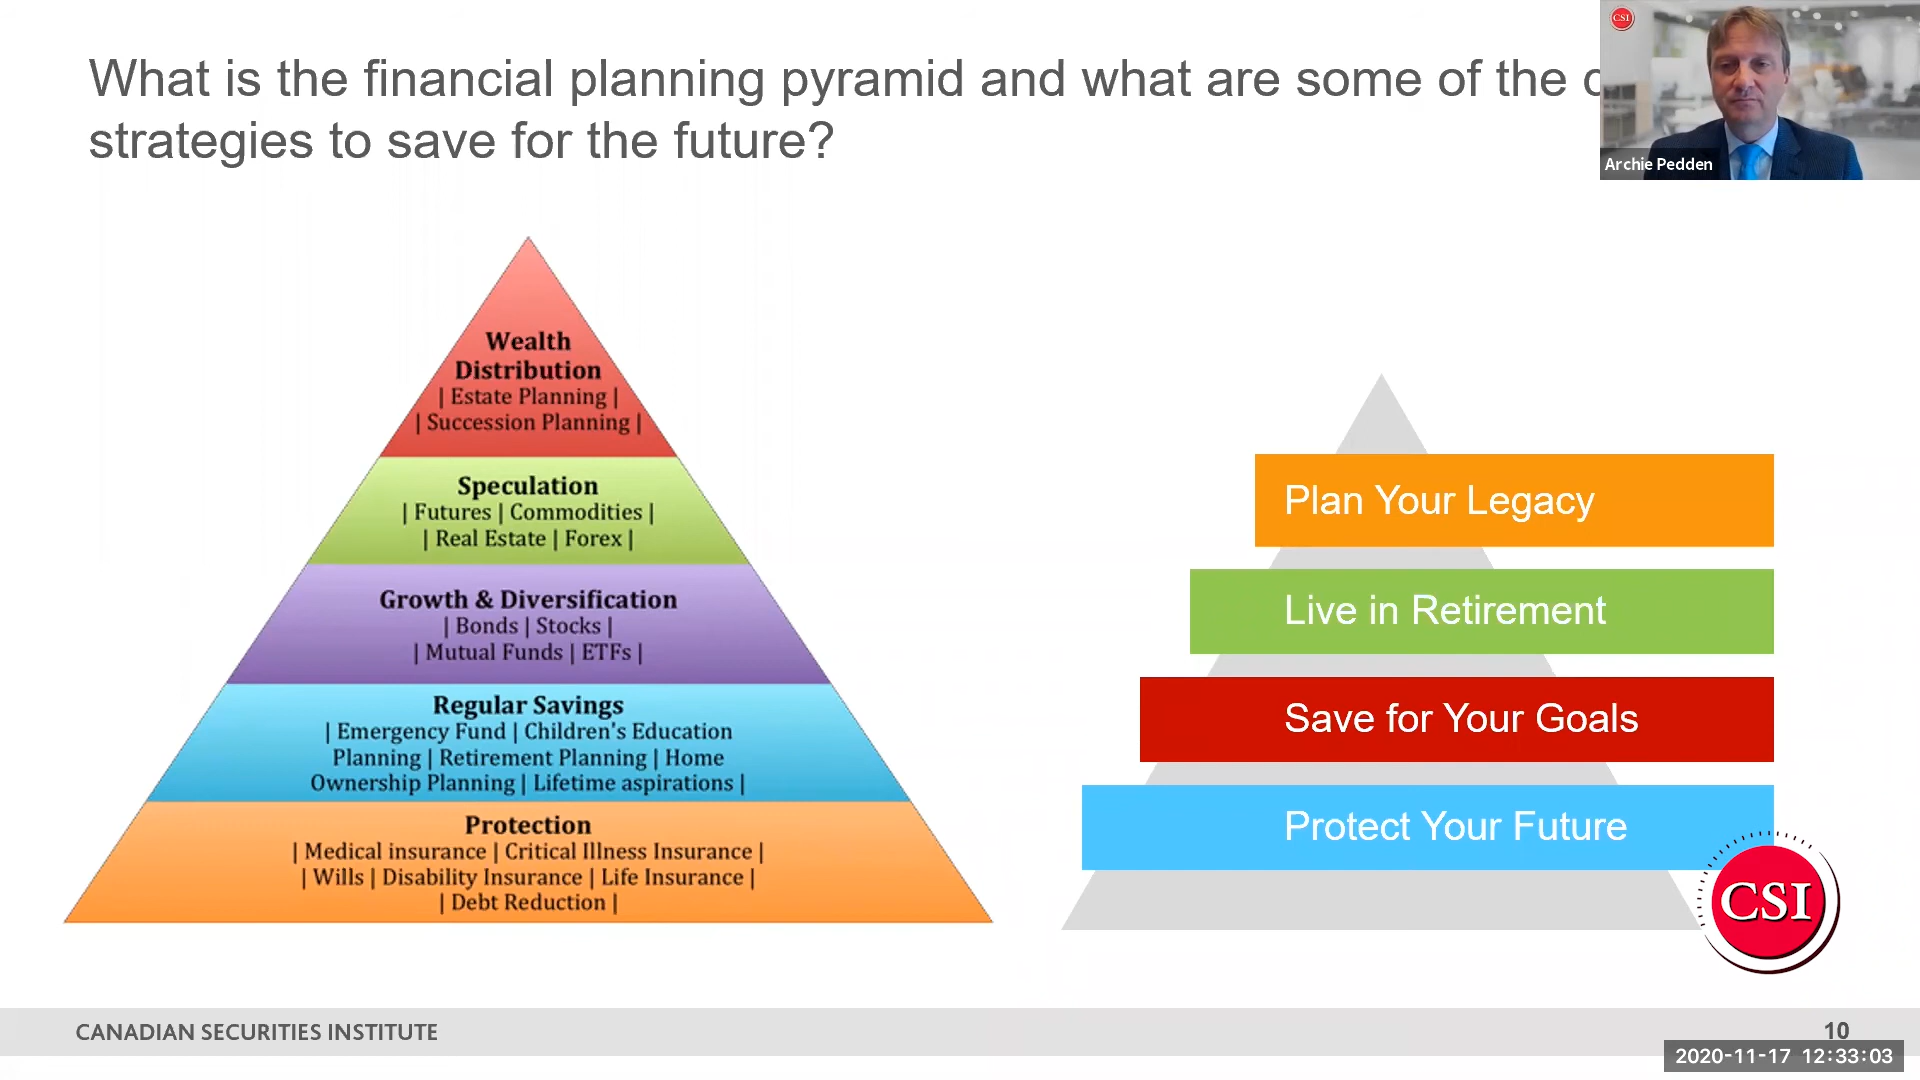 What is the financial planning pyramid and what are some of the
strategies to save for the future?
CSI
Archie Pedden
Wealth
Distribution
| Estate Planning |
| Succession Planning |
Speculation
| Futures | Commodities |
| Real Estate | Forex |
Growth & Diversification
| Bonds | Stocks |
| Mutual Funds | ETFs |
Regular Savings
| Emergency Fund | Children's Education
Planning | Retirement Planning | Home
Ownership Planning | Lifetime aspirations |
Protection
| Medical insurance | Critical Illness Insurance |
| Wills | Disability Insurance | Life Insurance |
| Debt Reduction |
Plan Your Legacy
Live in Retirement
Save for Your Goals
Protect Your Future
CSI
CANADIAN SECURITIES INSTITUTE
10
2020-11-17 12:33:03